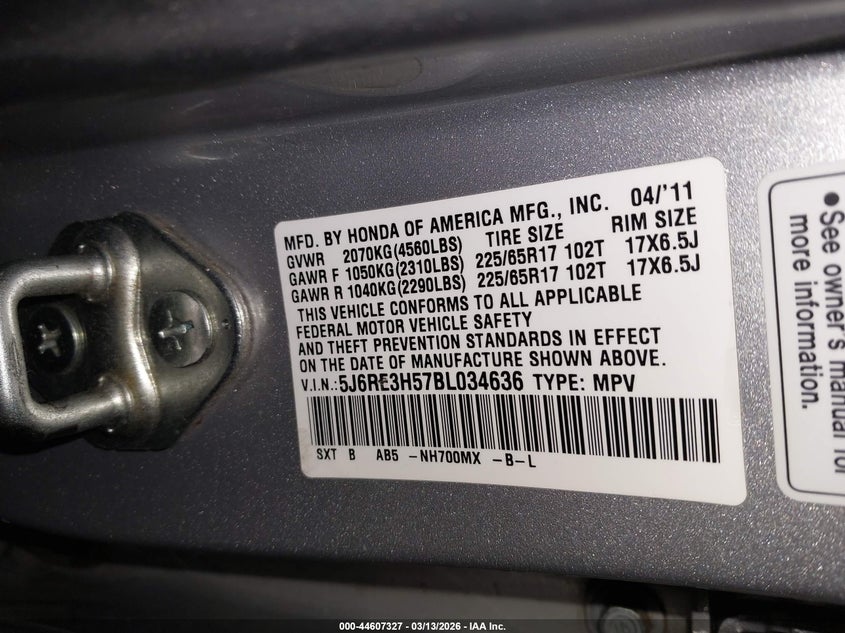 MFD. BY HONDA OF AMERICA MFG., INC. 04/'11
GVWR 2070KG(4560LBS) TIRE SIZE RIM SIZE
GAWR F 1050KG(2310LBS) 225/65R17 102T 17X6.5J
GAWR R 1040KG(2290LBS) 225/65R17 102T 17X6.5J
THIS VEHICLE CONFORMS TO ALL APPLICABLE
FEDERAL MOTOR VEHICLE SAFETY
AND THEFT PREVENTION STANDARDS IN EFFECT
ON THE DATE OF MANUFACTURE SHOWN ABOVE.
V.I.N.: 5J6RE3H57BL034636 TYPE: MPV
SXT B AB5 -NH700MX -B-L
●See owner's manual for
more information.
000-44607327 - 03/13/2026 - IAA Inc.